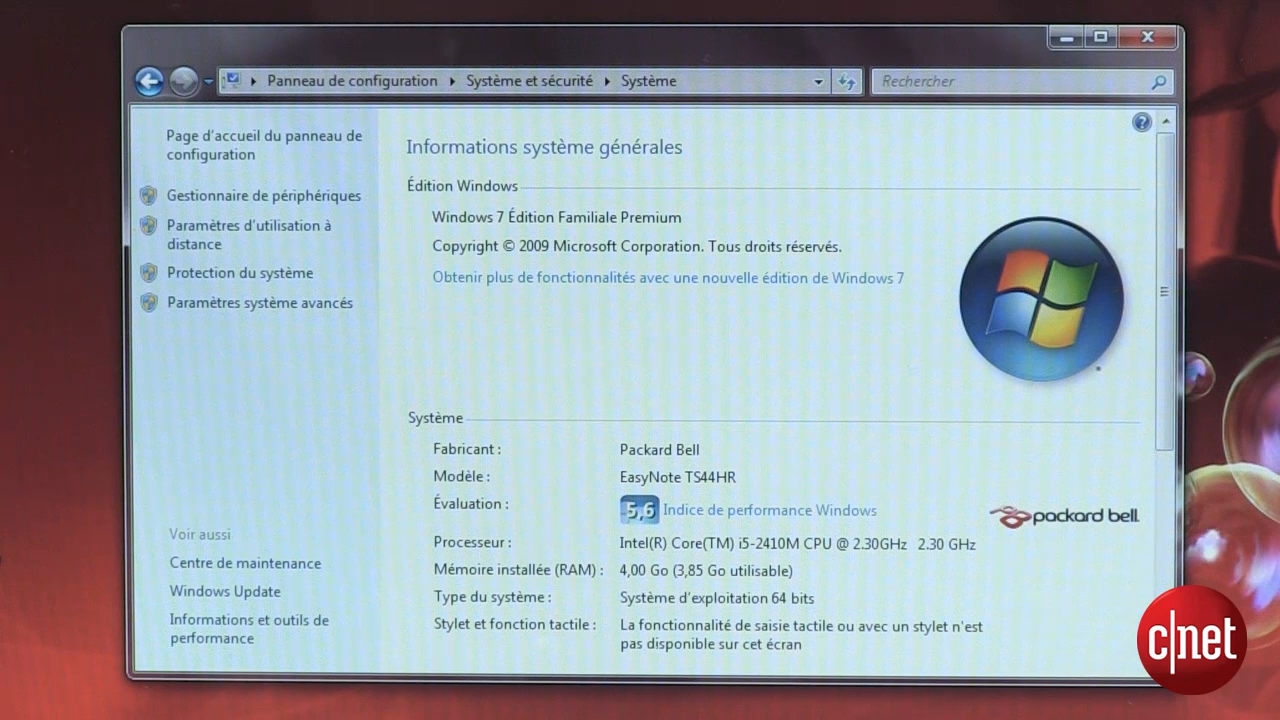 Panneau de configuration ▸ Système et sécurité ▸ Système
Rechercher
Page d'accueil du panneau de
configuration
Gestionnaire de périphériques
Paramètres d'utilisation à
distance
Protection du système
Paramètres système avancés
Voir aussi
Centre de maintenance
Windows Update
Informations et outils de
performance
Informations système générales
Édition Windows
Windows 7 Édition Familiale Premium
Copyright © 2009 Microsoft Corporation. Tous droits réservés.
Obtenir plus de fonctionnalités avec une nouvelle édition de Windows 7
Système
Fabricant : Packard Bell
Modèle : EasyNote TS44HR
Évaluation : 5,6 Indice de performance Windows
packard bell
Processeur : Intel(R) Core(TM) i5-2410M CPU @ 2.30GHz 2.30 GHz
Mémoire installée (RAM) : 4,00 Go (3,85 Go utilisable)
Type du système : Système d'exploitation 64 bits
Stylet et fonction tactile : La fonctionnalité de saisie tactile ou avec un stylet n'est
pas disponible sur cet écran
c|net